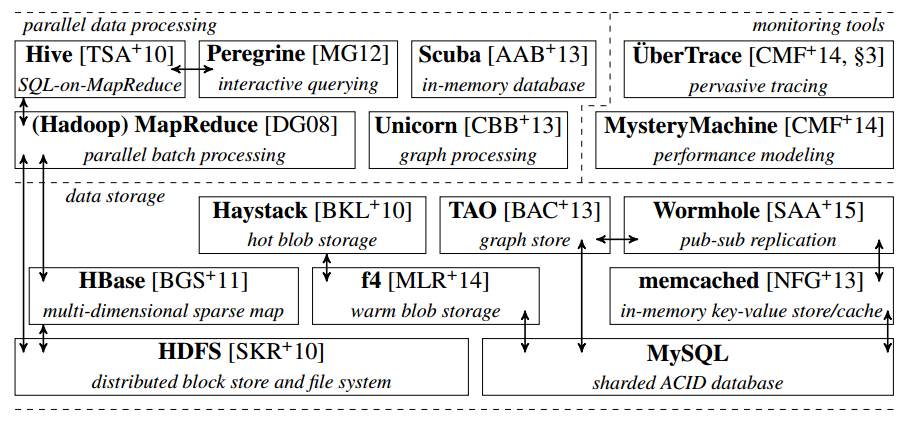 parallel data processing
monitoring tools
Hive [TSA+10]
SQL-on-MapReduce
Peregrine [MG12]
interactive querying
Scuba [AAB+13]
in-memory database
ÜberTrace [CMF+14, §3]
pervasive tracing
(Hadoop) MapReduce [DG08]
parallel batch processing
Unicorn [CBB+13]
graph processing
MysteryMachine [CMF+14]
performance modeling
data storage
Haystack [BKL+10]
hot blob storage
TAO [BAC+13]
graph store
Wormhole [SAA+15]
pub-sub replication
HBase [BGS+11]
multi-dimensional sparse map
f4 [MLR+14]
warm blob storage
memcached [NFG+13]
in-memory key-value store/cache
HDFS [SKR+10]
distributed block store and file system
MySQL
sharded ACID database